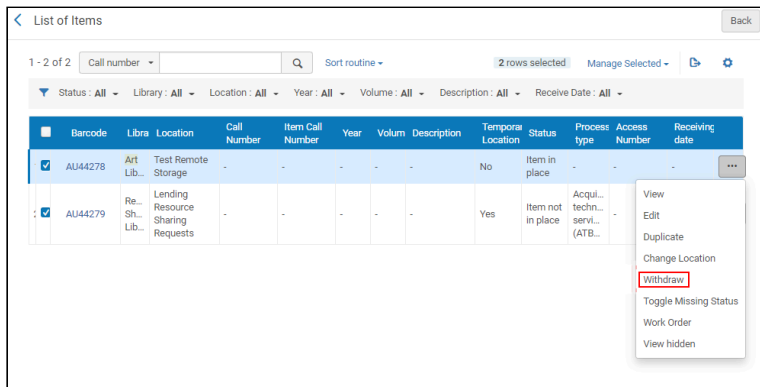 List of Items
Back
1 - 2 of 2 Call number Sort routine 2 rows selected Manage Selected
Status : All Library : All Location : All Year : All Volume : All Description : All Receive Date : All
Barcode Libra Location Call Number Item Call Number Year Volum Description Temporar Location Status Process type Access Number Receiving date
AU44278 Art Lib... Test Remote Storage - - - - - No Item in place - - -
2 AU44279 Re... Sh... Lib... Lending Resource Sharing Requests - - - - - Yes Item not in place Acqui... techn... servi... (ATB... -
View
Edit
Duplicate
Change Location
Withdraw
Toggle Missing Status
Work Order
View hidden